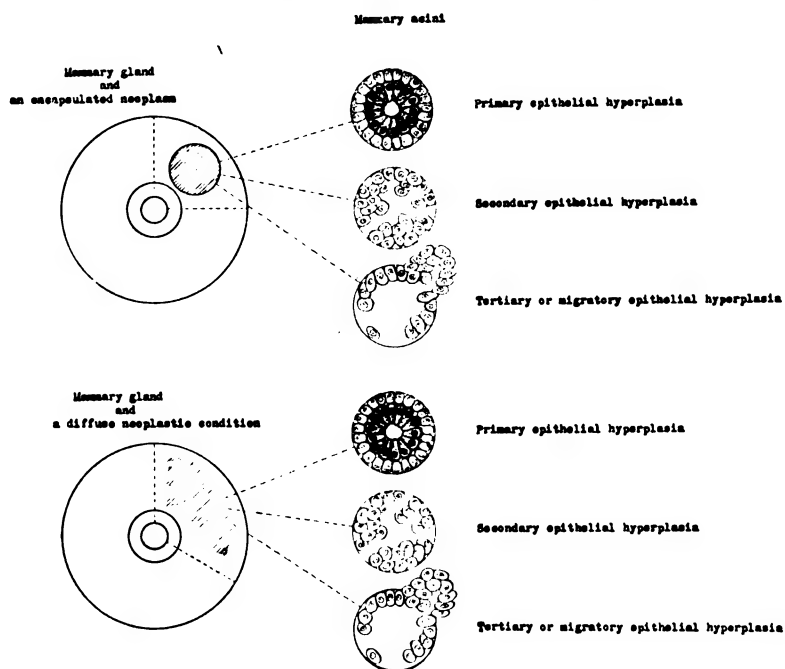 Mammary acini
Mammary gland
and
an encapsulated neoplasm
Primary epithelial hyperplasia
Secondary epithelial hyperplasia
Tertiary or migratory epithelial hyperplasia
Mammary gland
and
a diffuse neoplastic condition
Primary epithelial hyperplasia
Secondary epithelial hyperplasia
Tertiary or migratory epithelial hyperplasia